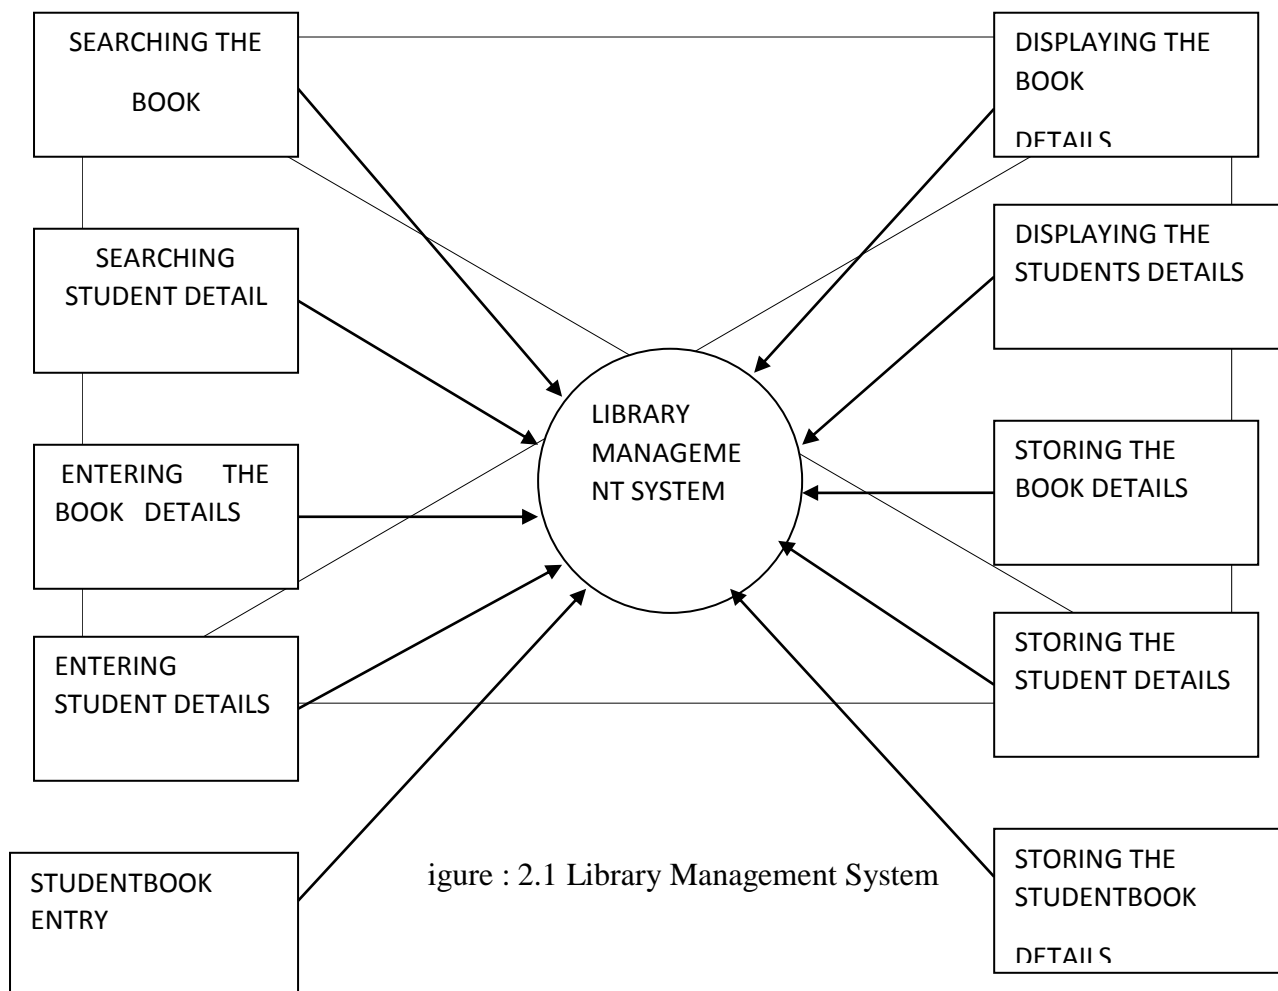 SEARCHING THE
BOOK
DISPLAYING THE
BOOK
DETAILS
SEARCHING
STUDENT DETAIL
DISPLAYING THE
STUDENTS DETAILS
LIBRARY
MANAGEME
NT SYSTEM
ENTERING THE
BOOK DETAILS
STORING THE
BOOK DETAILS
ENTERING
STUDENT DETAILS
STORING THE
STUDENT DETAILS
STUDENTBOOK
ENTRY
igure : 2.1 Library Management System
STORING THE
STUDENTBOOK
DETAILS